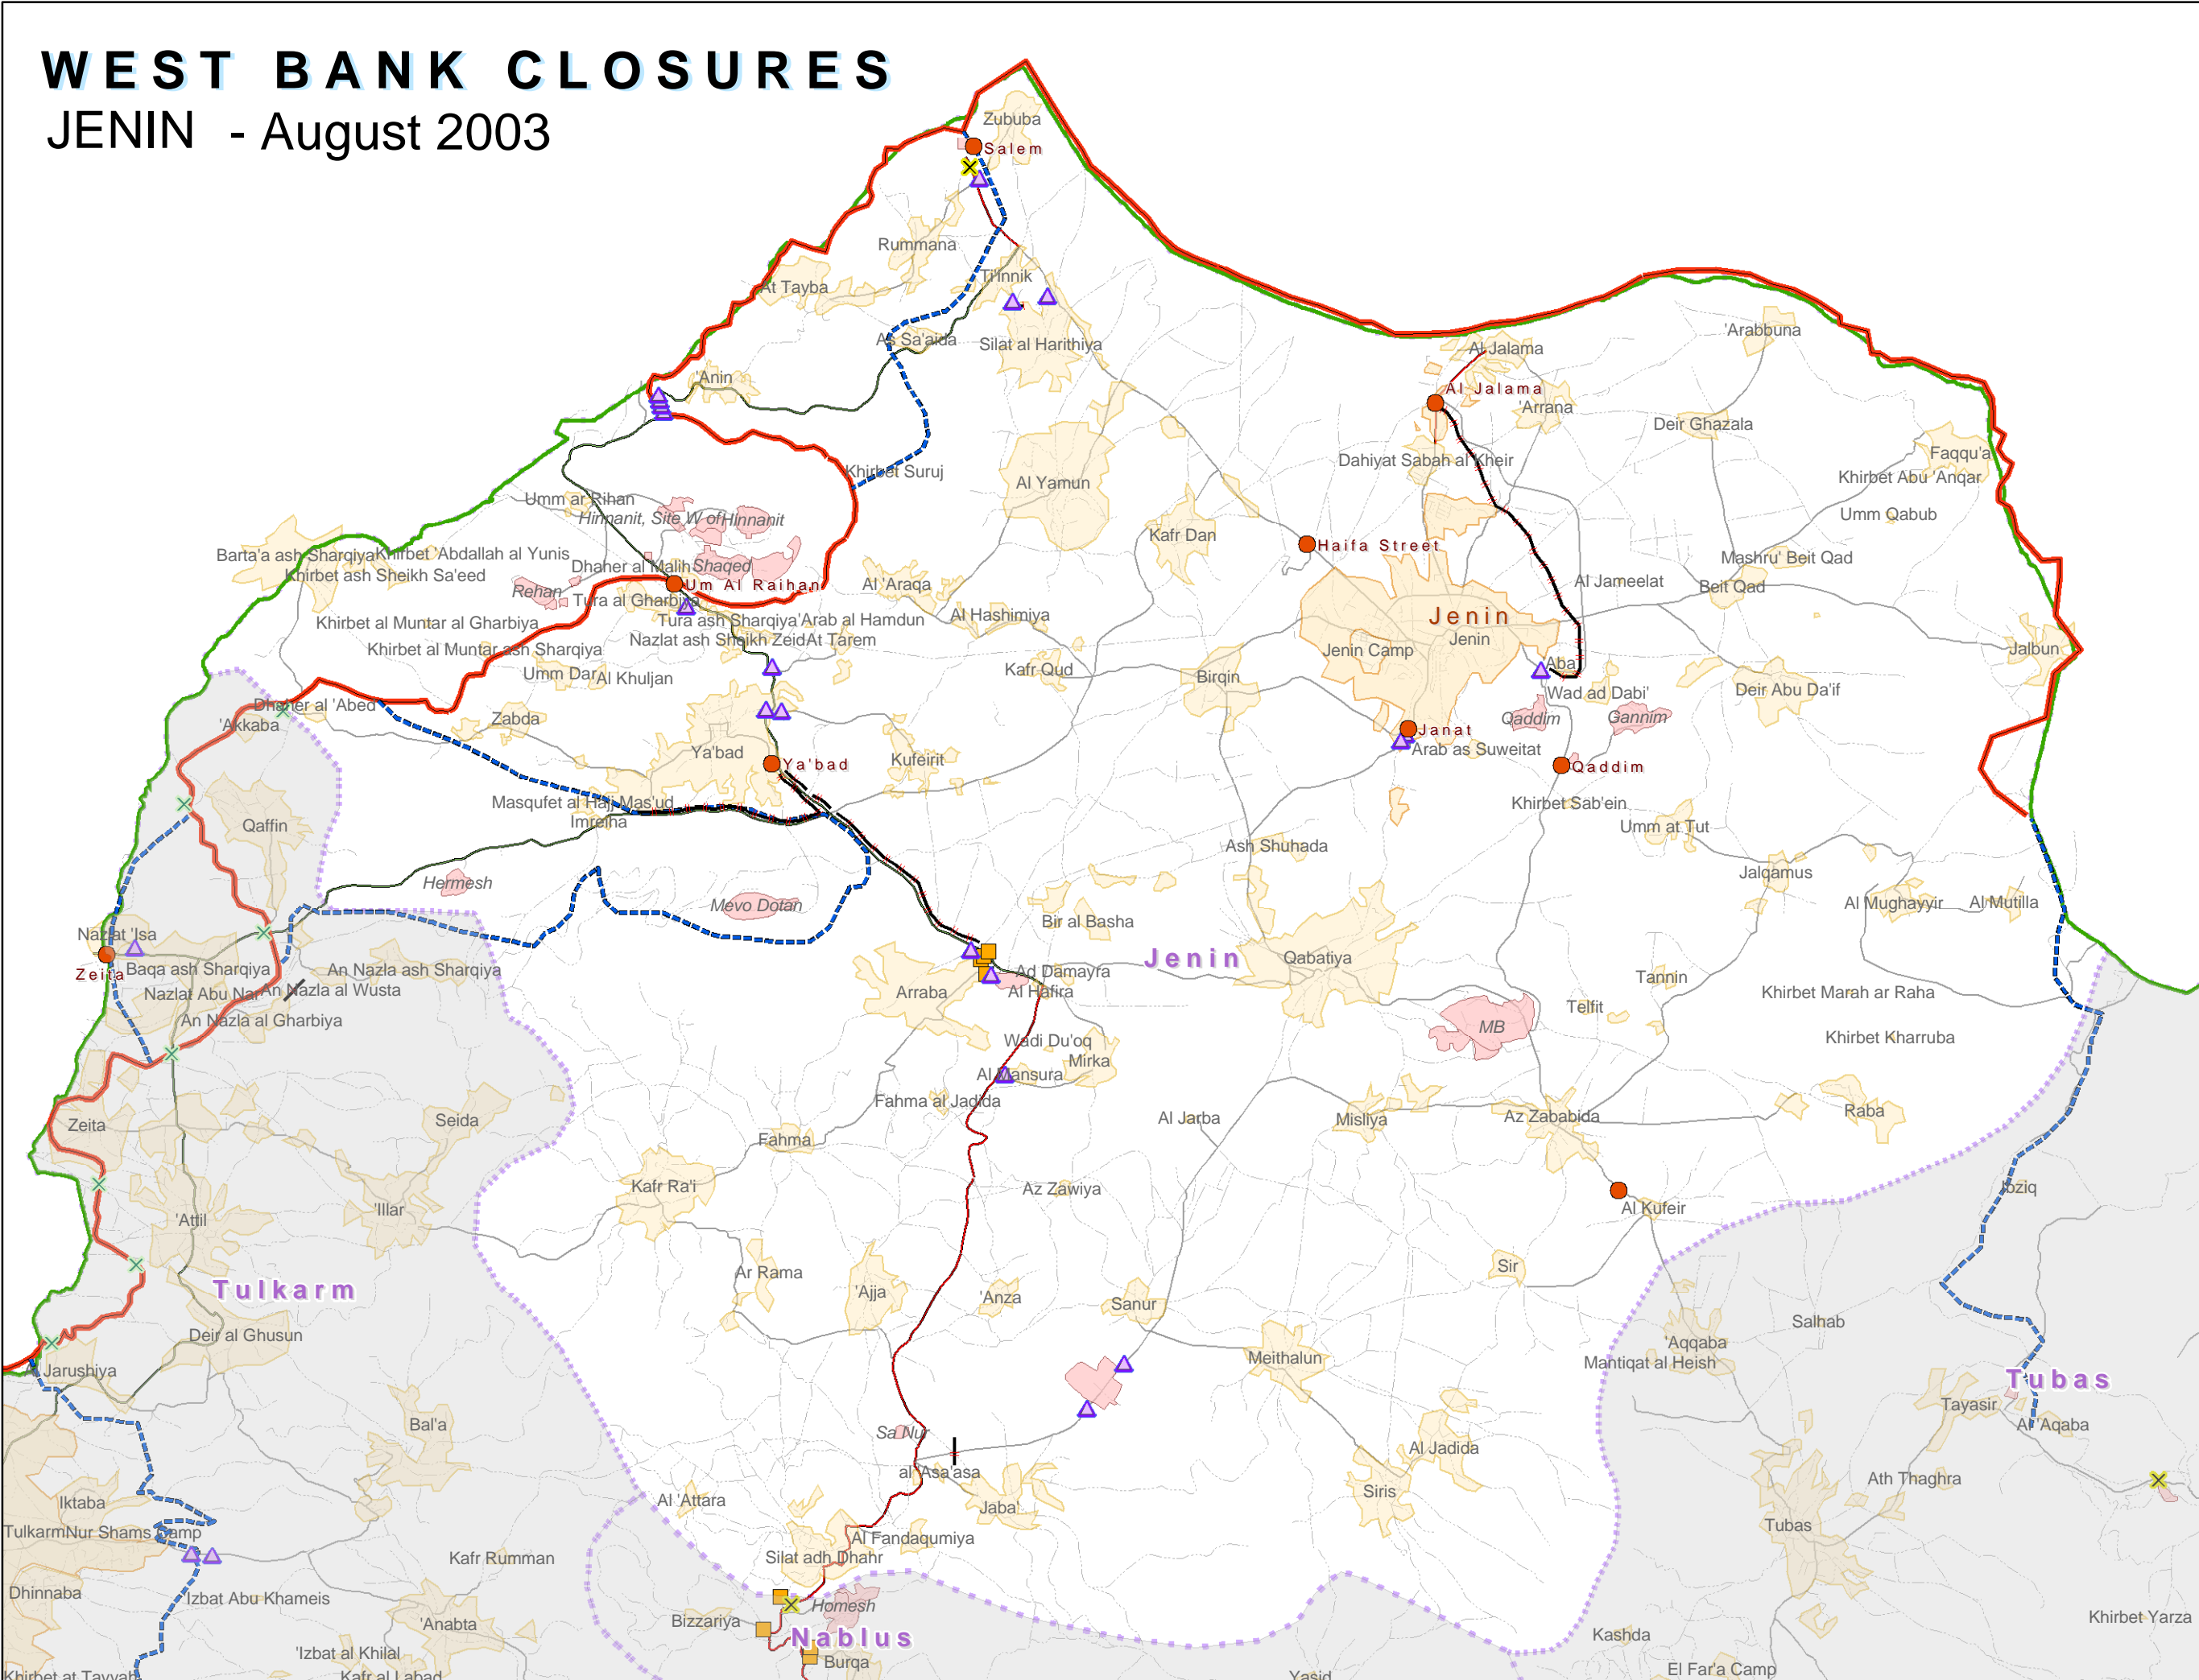 WEST BANK CLOSURES
JENIN - August 2003
Zububa
Salem
Rummana
Ti'innik
At Tayba
As Sa'aida
Silat al Harithiya
'Arabbuna
Al Jalama
'Anin
Al Jalama
'Arrana
Deir Ghazala
Faqqu'a
Dahiyat Sabah al Kheir
Khirbet Suruj
Khirbet Abu 'Anqar
Al Yamun
Umm ar Rihan
Hinnanit, Site W of
Hinnanit
Umm Qabub
Kafr Dan
Haifa Street
Barta'a ash Sharqiya
Khirbet 'Abdallah al Yunis
Mashru' Beit Qad
Dhaher al Malih
Shaqed
Khirbet ash Sheikh Sa'eed
Al Jameelat
Beit Qad
Um Al Raihan
Al 'Araqa
Rehan
Tura al Gharbiya
Al Hashimiya
Jenin
Khirbet al Muntar al Gharbiya
Tura ash Sharqiya
'Arab al Hamdun
Nazlat ash Sheikh Zeid
At Tarem
Jenin
Khirbet al Muntar ash Sharqiya
Jenin Camp
Jalbun
Aba
Kafr Qud
Birqin
Umm Dar
Al Khuljan
Wad ad Dabi'
Deir Abu Da'if
Dhaher al 'Abed
Zabda
Qaddim
Gannim
'Akkaba
Janat
Ya'bad
Arab as Suweitat
Kufeirit
Ya'bad
Qaddim
Masqufet al Hajj Mas'ud
Khirbet Sab'ein
Imreiha
Qaffin
Umm at Tut
Ash Shuhada
Jalqamus
Hermesh
Mevo Dotan
Al Mughayyir
Al Mutilla
Bir al Basha
Nazlat 'Isa
Jenin
Qabatiya
Zeita
Baqa ash Sharqiya
An Nazla ash Sharqiya
Ad Damayra
Tannin
Nazlat Abu Nar
An Nazla al Wusta
Arraba
Al Hafira
Khirbet Marah ar Raha
Telfit
An Nazla al Gharbiya
MB
Wadi Du'oq
Khirbet Kharruba
Mirka
Al Mansura
Fahma al Jadida
Zeita
Seida
Al Jarba
Misliya
Az Zababida
Raba
Fahma
Kafr Ra'i
Az Zawiya
Ibziq
'Illar
Al Kufeir
'Attil
Sir
Ar Rama
Tulkarm
'Ajja
'Anza
Sanur
Salhab
Deir al Ghusun
'Aqqaba
Meithalun
Mantiqat al Heish
Jarushiya
Tubas
Tayasir
Bal'a
Al 'Aqaba
Sa Nur
Al Jadida
al 'Asa'asa
Ath Thaghra
Al 'Attara
Siris
Iktaba
Jaba'
Tubas
Tulkarm
Nur Shams Camp
Al Fandaqumiya
Kafr Rumman
Silat adh Dhahr
Dhinnaba
'Izbat Abu Khameis
Homesh
Khirbet Yarza
'Anabta
Bizzariya
Nablus
Kashda
'Izbat al Khilal
Burqa
El Far'a Camp
Khirbet at Tayyah
Kafr al Labad
Yasid